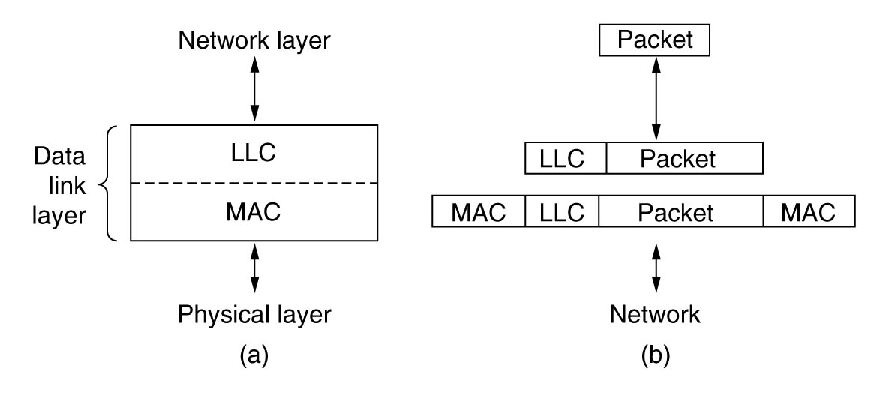 Network layer
Data
link
layer
LLC
MAC
Physical layer
(a)
Packet
LLC Packet
MAC LLC Packet MAC
Network
(b)